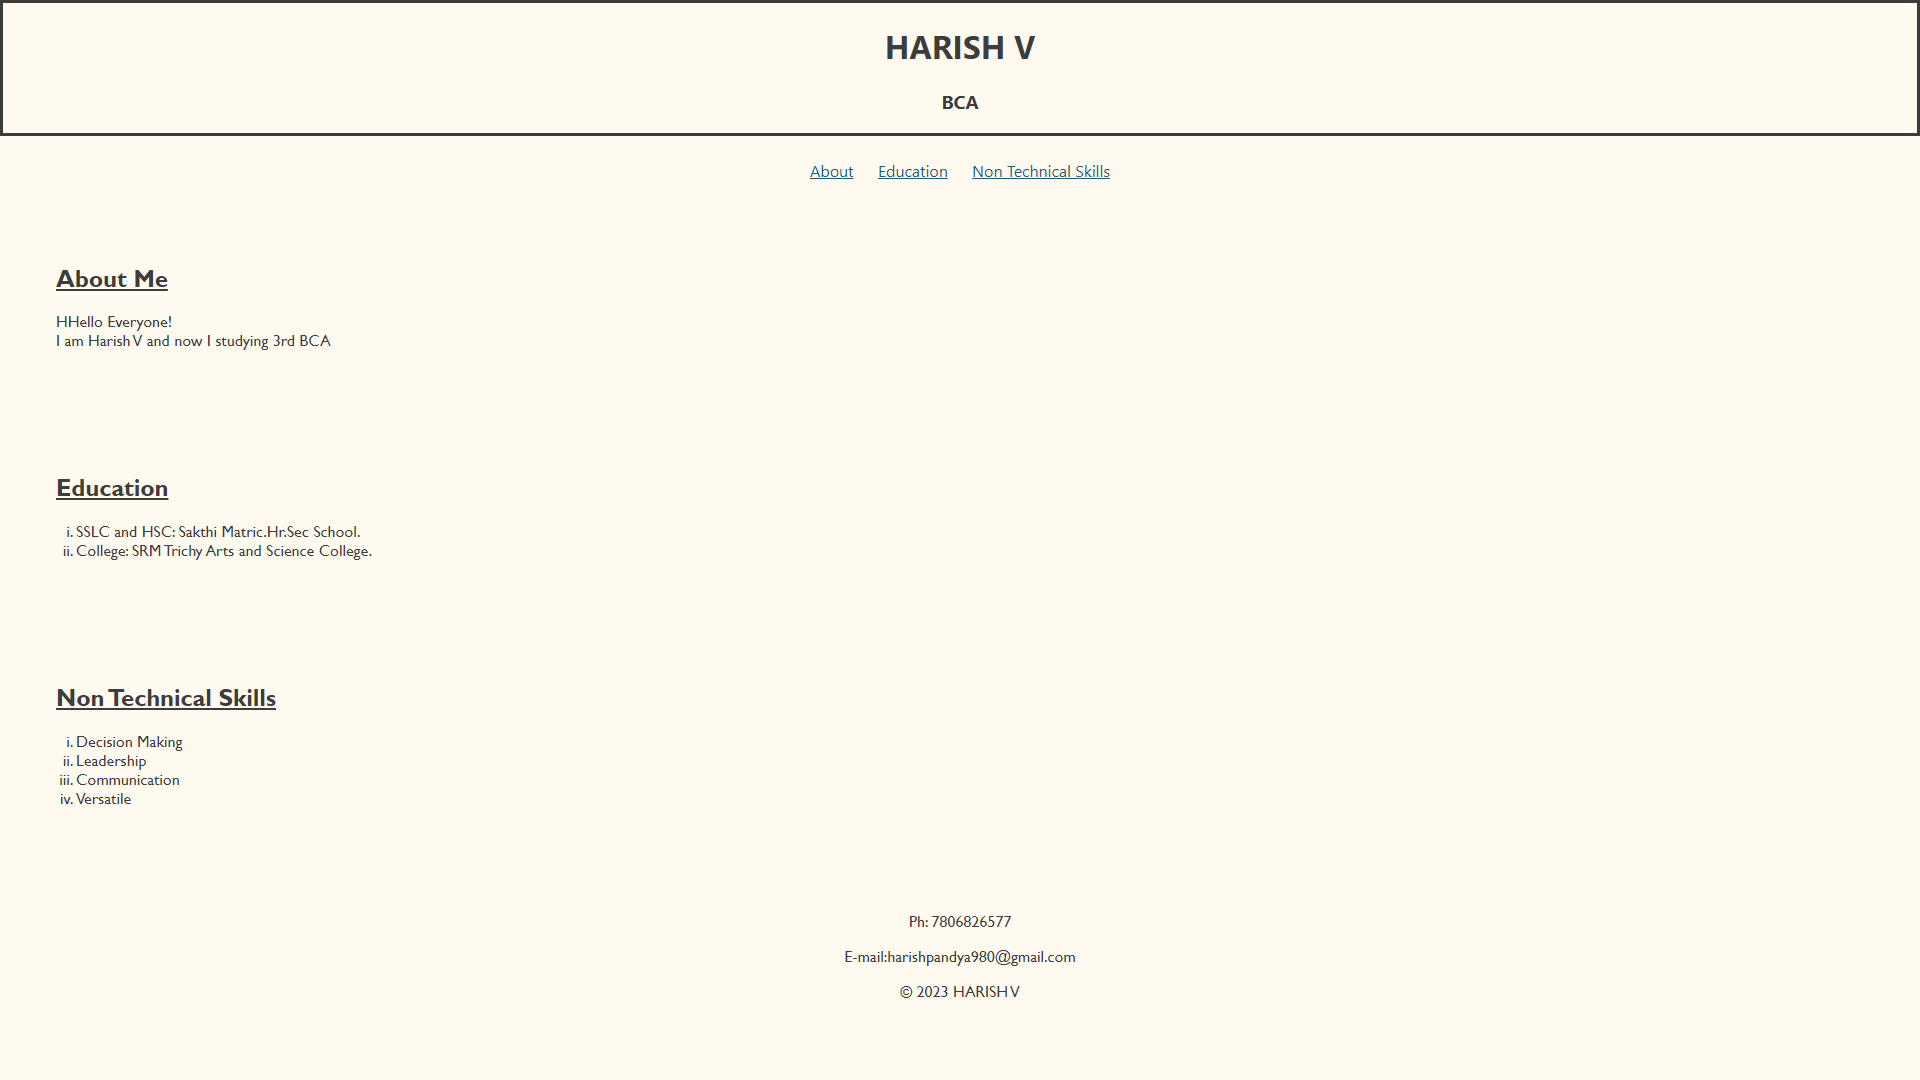 HARISH V
BCA
About Education Non Technical Skills
About Me
HHello Everyone!
I am Harish V and now I studying 3rd BCA
Education
i. SSLC and HSC: Sakthi Matric.Hr.Sec School.
ii. College: SRM Trichy Arts and Science College.
Non Technical Skills
i. Decision Making
ii. Leadership
iii. Communication
iv. Versatile
Ph: 7806826577
E-mail:harishpandya980@gmail.com
© 2023 HARISH V